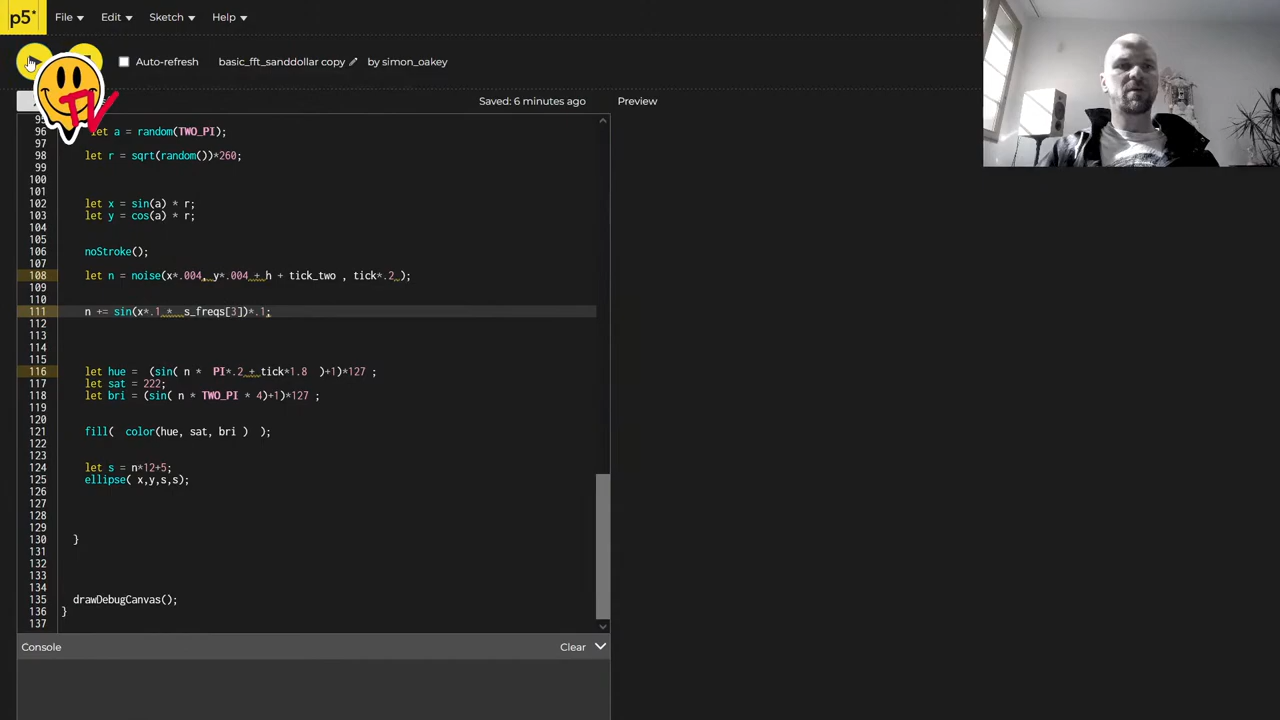 p5*
File
Edit
Sketch
Help
Auto-refresh
basic_fft_sanddollar copy
by simon_oakey
TV
Saved: 6 minutes ago
Preview
95
96 let a = random(TWO_PI);
97
98 let r = sqrt(random())*260;
99
100
101
102 let x = sin(a) * r;
103 let y = cos(a) * r;
104
105
106 noStroke();
107
108 let n = noise(x*.004, y*.004 + h + tick_two , tick*.2 );
109
110
111 n += sin(x*.1 *  s_freqs[3])*.1;
112
113
114
115
116 let hue =  (sin( n *  PI*.2 + tick*1.8  )+1)*127 ;
117 let sat = 222;
118 let bri = (sin( n * TWO_PI * 4)+1)*127 ;
119
120
121 fill(  color(hue, sat, bri )  );
122
123
124 let s = n*12+5;
125 ellipse( x,y,s,s);
126
127
128
129
130 }
131
132
133
134
135 drawDebugCanvas();
136 }
137
Console
Clear